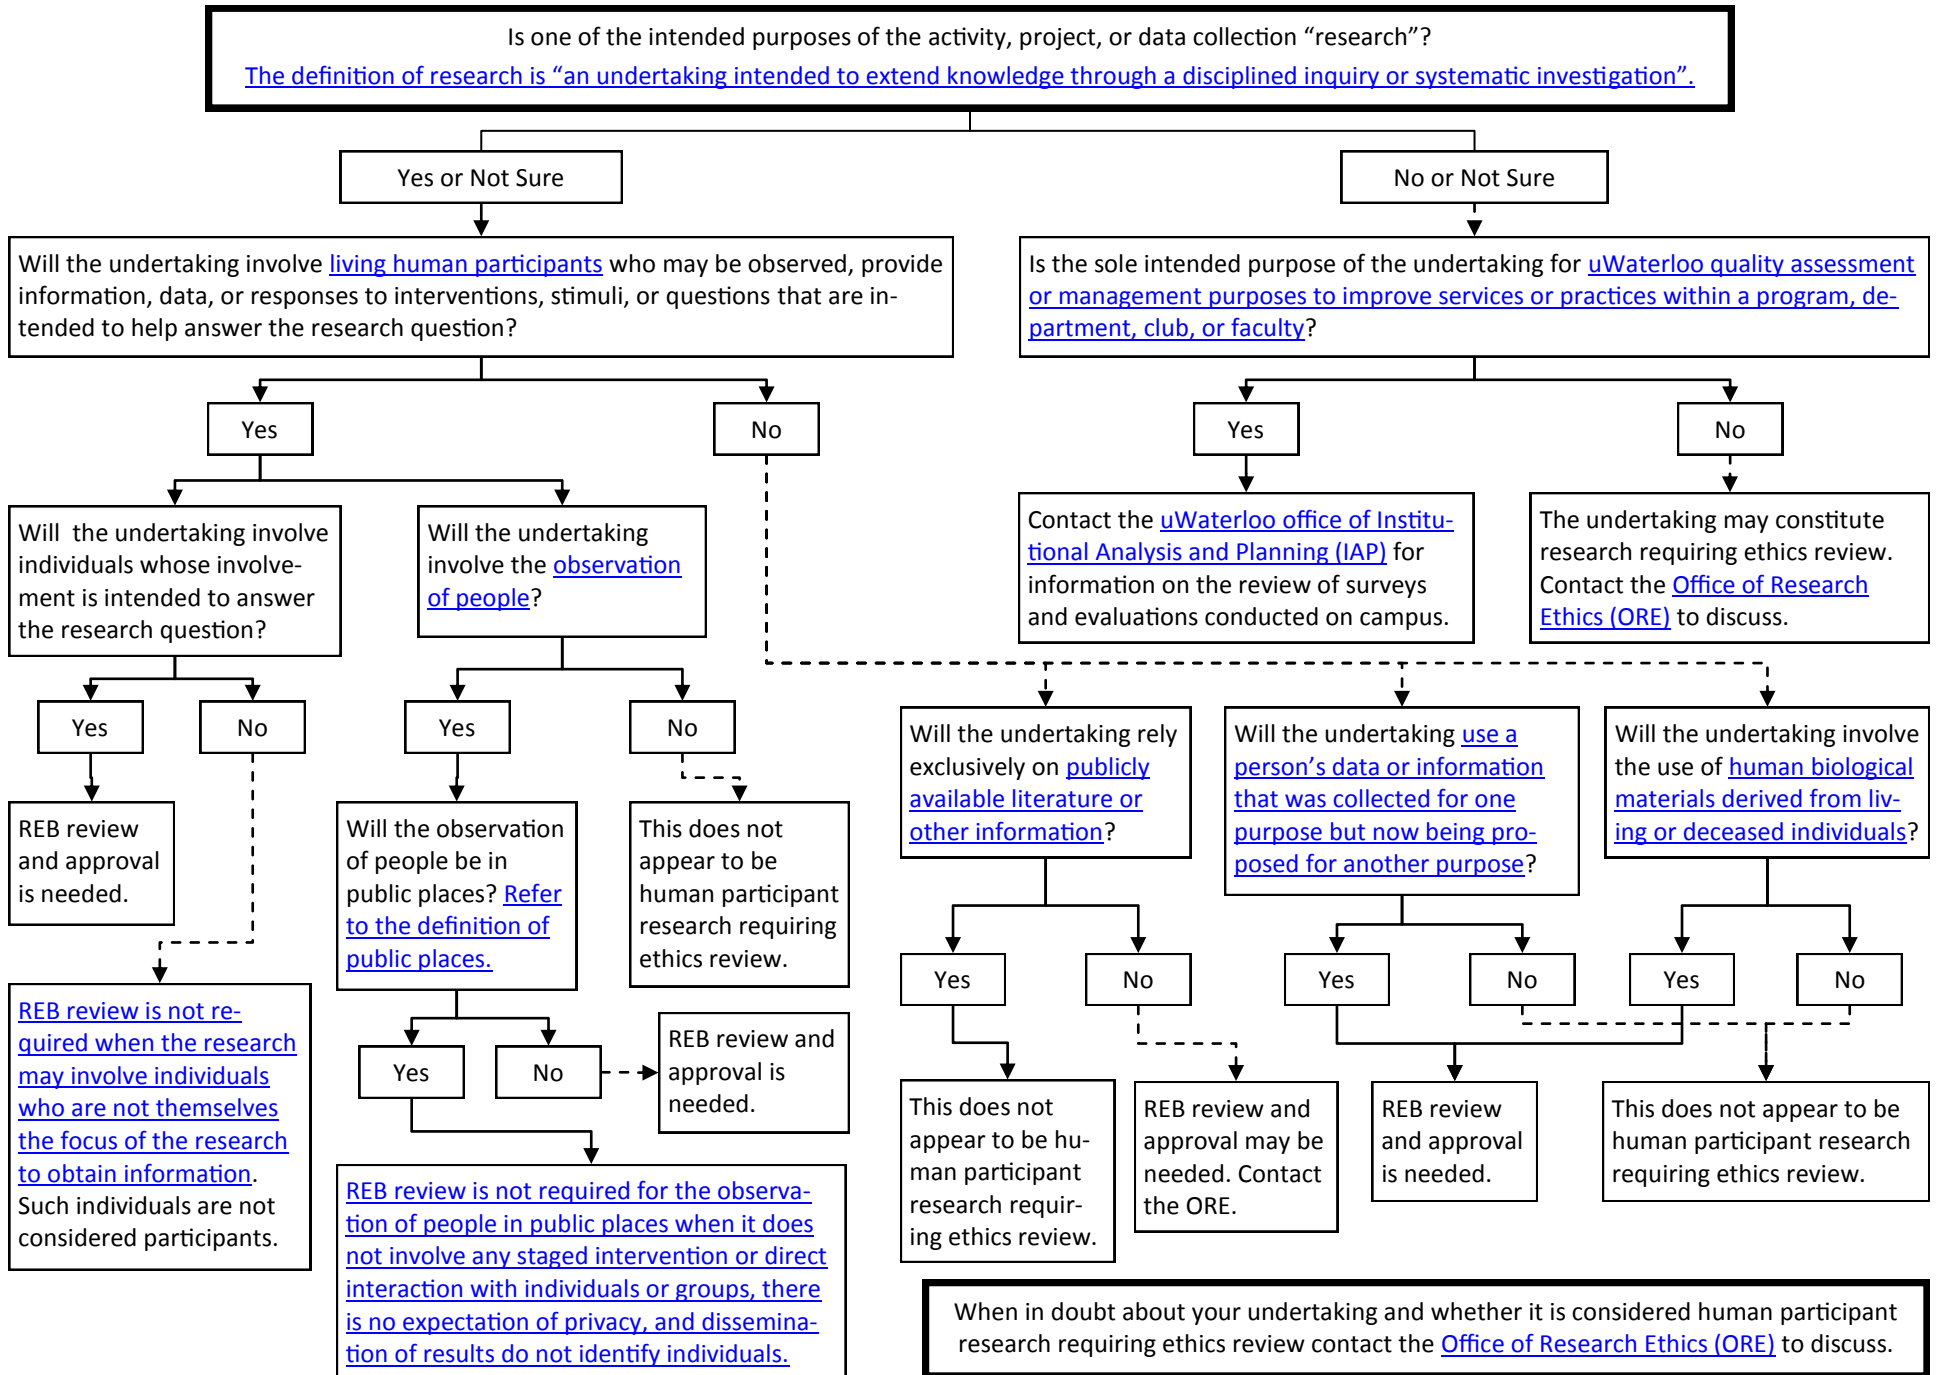 Is one of the intended purposes of the activity, project, or data collection “research”?
The definition of research is “an undertaking intended to extend knowledge through a disciplined inquiry or systematic investigation”.
Yes or Not Sure
No or Not Sure
Will the undertaking involve living human participants who may be observed, provide
information, data, or responses to interventions, stimuli, or questions that are in-
tended to help answer the research question?
Is the sole intended purpose of the undertaking for uWaterloo quality assessment
or management purposes to improve services or practices within a program, de-
partment, club, or faculty?
Yes
No
Yes
No
Will the undertaking involve
individuals whose involve-
ment is intended to answer
the research question?
Will the undertaking
involve the observation
of people?
Contact the uWaterloo office of Institu-
tional Analysis and Planning (IAP) for
information on the review of surveys
and evaluations conducted on campus.
The undertaking may constitute
research requiring ethics review.
Contact the Office of Research
Ethics (ORE) to discuss.
Yes
No
Yes
No
Will the undertaking rely
exclusively on publicly
available literature or
other information?
Will the undertaking use a
person’s data or information
that was collected for one
purpose but now being pro-
posed for another purpose?
Will the undertaking involve
the use of human biological
materials derived from liv-
ing or deceased individuals?
REB review
and approval
is needed.
Will the observation
of people be in
public places? Refer
to the definition of
public places.
This does not
appear to be
human participant
research requiring
ethics review.
Yes
No
Yes
No
Yes
No
REB review is not re-
quired when the research
may involve individuals
who are not themselves
the focus of the research
to obtain information.
Such individuals are not
considered participants.
Yes
No
REB review and
approval is
needed.
This does not
appear to be hu-
man participant
research requir-
ing ethics review.
REB review and
approval may be
needed. Contact
the ORE.
REB review
and approval
is needed.
This does not appear to be
human participant research
requiring ethics review.
REB review is not required for the observa-
tion of people in public places when it does
not involve any staged intervention or direct
interaction with individuals or groups, there
is no expectation of privacy, and dissemina-
tion of results do not identify individuals.
When in doubt about your undertaking and whether it is considered human participant
research requiring ethics review contact the Office of Research Ethics (ORE) to discuss.